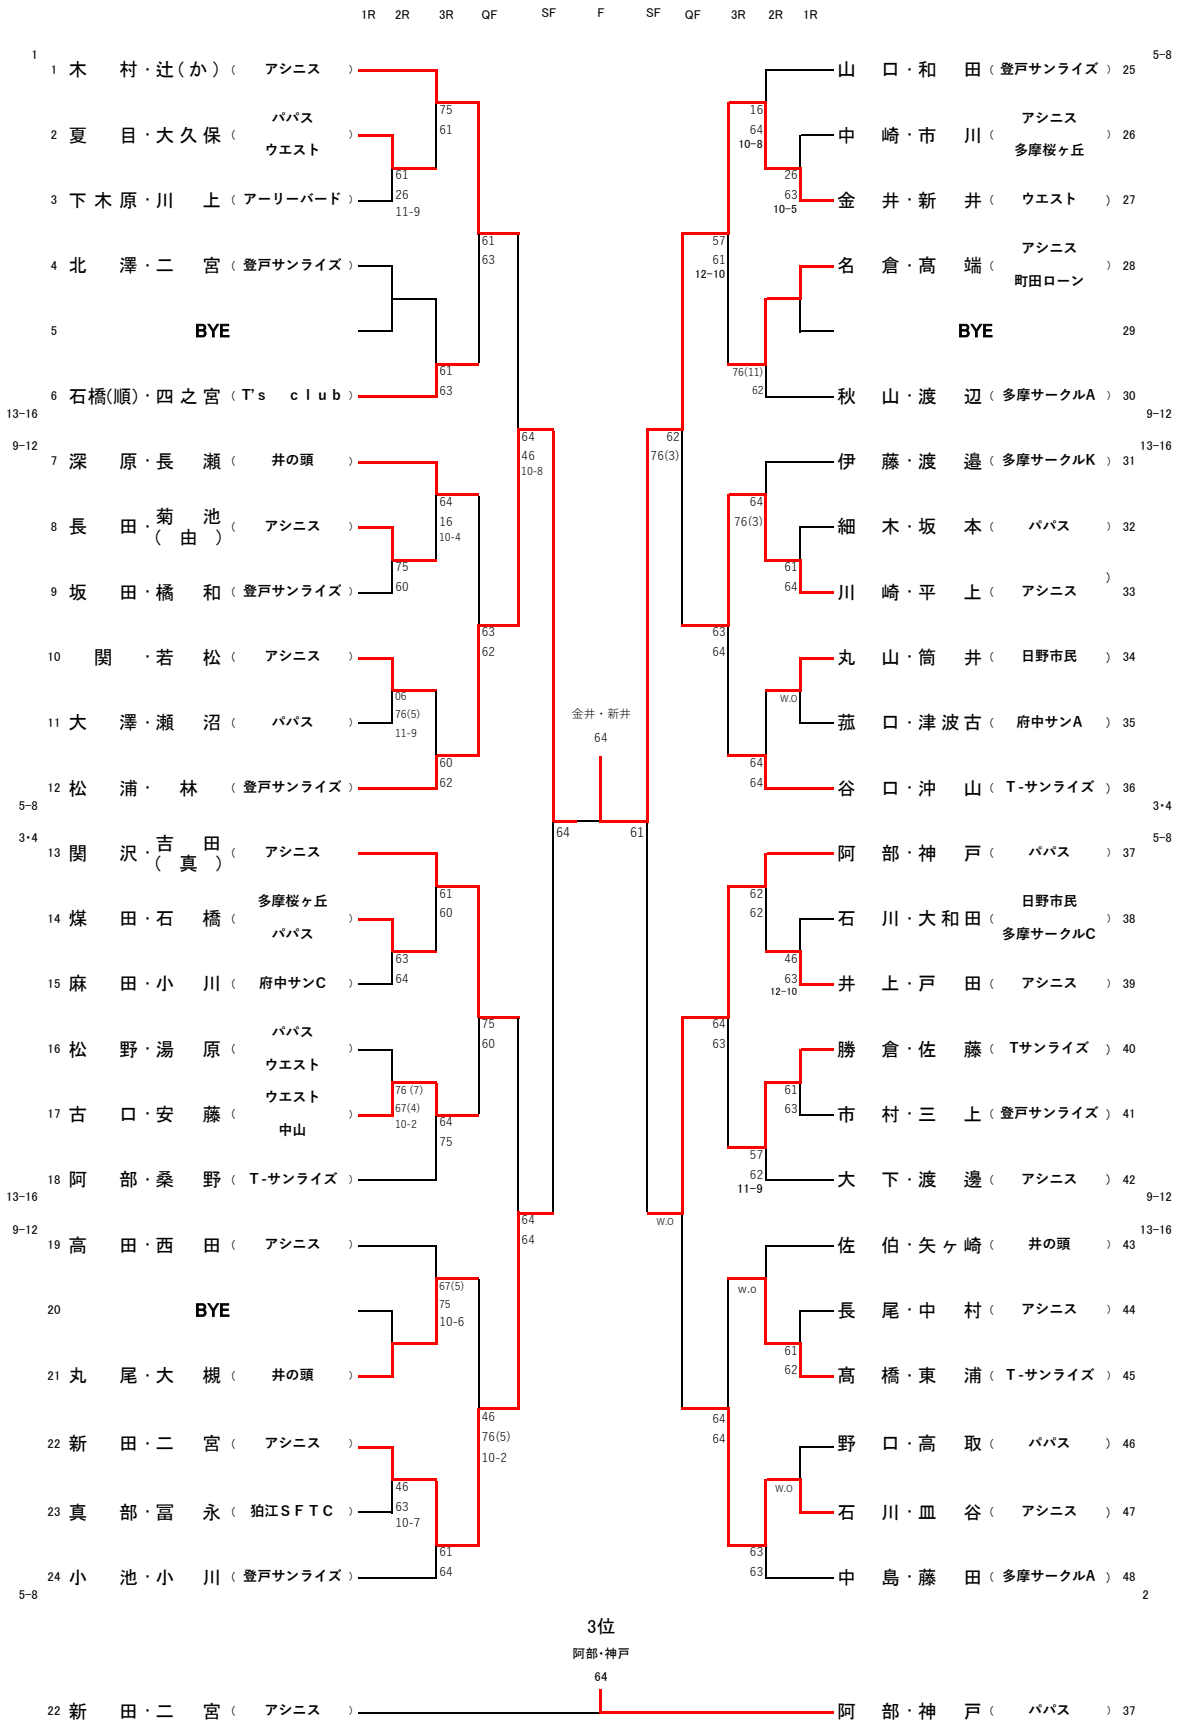 1R 2R 3R QF SF F SF QF 3R 2R 1R
1 5-8
1 木 村・辻(か) ( アシニス ) 山 口・和 田 ( 登戸サンライズ ) 25
75 16
パパス アシニス
2 夏 目・大久保 ( ) 61 64 中 崎・市 川 ( ) 26
ウエスト 10-8 多摩桜ヶ丘
61 26
3 下木原・川 上 ( アーリーバード ) 26 63 金 井・新 井 ( ウエスト ) 27
11-9 10-5
61 57
アシニス
4 北 澤・二 宮 ( 登戸サンライズ ) 63 61 名 倉・髙 端 ( ) 28
12-10 町田ローン
5 BYE BYE 29
61 76(11)
6 石橋(順)・四之宮 ( T's club ) 63 62 秋 山・渡 辺 ( 多摩サークルA ) 30
13-16 9-12
9-12 64 62 13-16
7 深 原・長 瀬 ( 井の頭 ) 46 76(3) 伊 藤・渡 邉 ( 多摩サークルK ) 31
10-8
64 64
8 長 田・菊 池(由) ( アシニス ) 16 76(3) 細 木・坂 本 ( パパス ) 32
10-4
75 61
9 坂 田・橘 和 ( 登戸サンライズ ) 60 64 川 崎・平 上 ( アシニス ) 33
63 63
10 関 ・若 松 ( アシニス ) 62 64 丸 山・筒 井 ( 日野市民 ) 34
06 w.o
11 大 澤・瀬 沼 ( パパス ) 76(5) 金井・新井 菰 口・津波古 ( 府中サンA ) 35
11-9 64
60 64
12 松 浦・ 林 ( 登戸サンライズ ) 62 64 谷 口・沖 山 ( T-サンライズ ) 36
5-8 3・4
3・4 64 61 5-8
13 関 沢・吉 田(真) ( アシニス 阿 部・神 戸 ( パパス ) 37
61 62
多摩桜ヶ丘 日野市民
14 煤 田・石 橋 ( ) 60 62 石 川・大和田 ( ) 38
パパス 多摩サークルC
63 46
15 麻 田・小 川 ( 府中サンC ) 64 63 井 上・戸 田 ( アシニス ) 39
12-10
75 64
パパス
16 松 野・湯 原 ( ) 60 63 勝 倉・佐 藤 ( Tサンライズ ) 40
ウエスト
76(7) 61
ウエスト
17 古 口・安 藤 ( ) 67(4) 63 市 村・三 上 ( 登戸サンライズ ) 41
中山 10-2
64 57
75 62
18 阿 部・桑 野 ( T-サンライズ ) 11-9 大 下・渡 邊 ( アシニス ) 42
13-16 9-12
9-12 64 w.o 13-16
19 高 田・西 田 ( アシニス ) 64 佐 伯・矢ヶ崎 ( 井の頭 ) 43
67(5) w.o
20 BYE 75 長 尾・中 村 ( アシニス ) 44
10-6
61
21 丸 尾・大 槻 ( 井の頭 ) 62 髙 橋・東 浦 ( T-サンライズ ) 45
46 64
22 新 田・二 宮 ( アシニス ) 76(5) 64 野 口・高 取 ( パパス ) 46
10-2
46 w.o
23 真 部・冨 永 ( 狛江SFTC ) 63 石 川・皿 谷 ( アシニス ) 47
10-7
61 63
24 小 池・小 川 ( 登戸サンライズ ) 64 63 中 島・藤 田 ( 多摩サークルA ) 48
5-8 2
3位
阿部・神戸
64
22 新 田・二 宮 ( アシニス ) 阿 部・神 戸 ( パパス ) 37